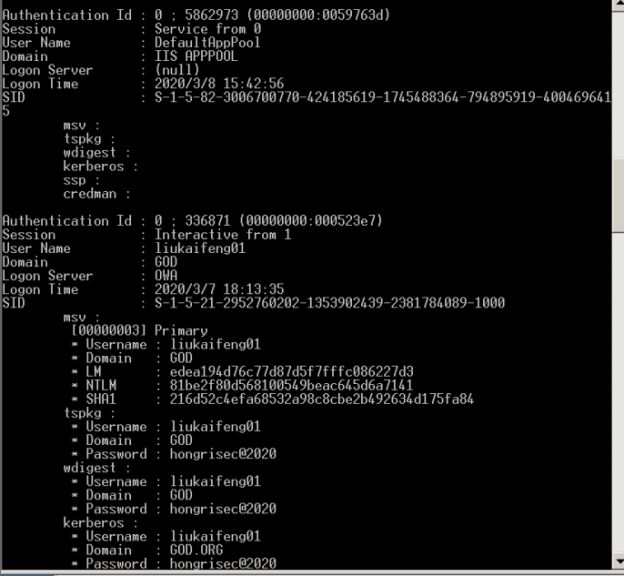 Authentication Id : 0 ; 5862973 (00000000:0059763d)
Session           : Service from 0
User Name         : DefaultAppPool
Domain            : IIS APPPOOL
Logon Server      : (null)
Logon Time        : 2020/3/8 15:42:56
SID               : S-1-5-82-3006700770-424185619-1745488364-794895919-400469641
5
        msv :
        tspkg :
        wdigest :
        kerberos :
        ssp :
        credman :
Authentication Id : 0 ; 336871 (00000000:000523e7)
Session           : Interactive from 1
User Name         : liukaifeng01
Domain            : GOD
Logon Server      : OWA
Logon Time        : 2020/3/7 18:13:35
SID               : S-1-5-21-2952760202-1353902439-2381784089-1000
        msv :
         [00000003] Primary
         * Username : liukaifeng01
         * Domain   : GOD
         * LM       : edea194d76c77d87d5f7fffc086227d3
         * NTLM     : 81be2f80d568100549beac645d6a7141
         * SHA1     : 216d52c4efa68532a98c8cbe2b492634d175fa84
        tspkg :
         * Username : liukaifeng01
         * Domain   : GOD
         * Password : hongrisec@2020
        wdigest :
         * Username : liukaifeng01
         * Domain   : GOD
         * Password : hongrisec@2020
        kerberos :
         * Username : liukaifeng01
         * Domain   : GOD.ORG
         * Password : hongrisec@2020